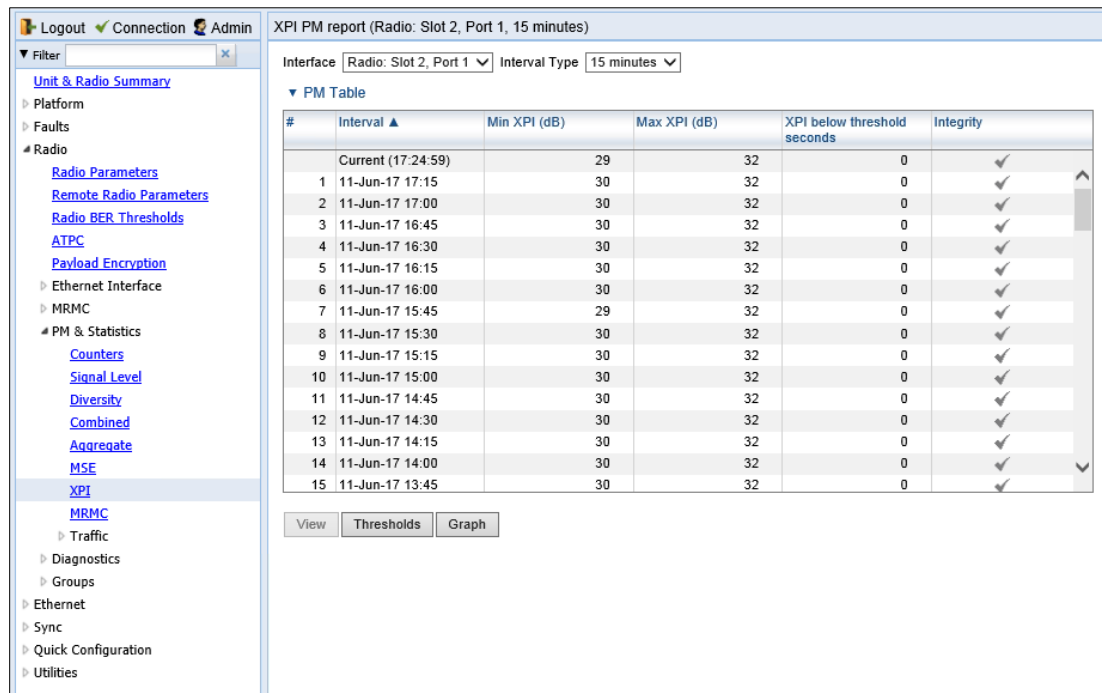 Logout Connection Admin
Filter
Unit & Radio Summary
Platform
Faults
Radio
Radio Parameters
Remote Radio Parameters
Radio BER Thresholds
ATPC
Payload Encryption
Ethernet Interface
MRMC
PM & Statistics
Counters
Signal Level
Diversity
Combined
Aggregate
MSE
XPI
MRMC
Traffic
Diagnostics
Groups
Ethernet
Sync
Quick Configuration
Utilities
XPI PM report (Radio: Slot 2, Port 1, 15 minutes)
Interface Radio: Slot 2, Port 1 Interval Type 15 minutes
▼ PM Table
# Interval ▲ Min XPI (dB) Max XPI (dB) XPI below threshold seconds Integrity
Current (17:24:59) 29 32 0 ✓
1 11-Jun-17 17:15 30 32 0 ✓
2 11-Jun-17 17:00 30 32 0 ✓
3 11-Jun-17 16:45 30 32 0 ✓
4 11-Jun-17 16:30 30 32 0 ✓
5 11-Jun-17 16:15 30 32 0 ✓
6 11-Jun-17 16:00 30 32 0 ✓
7 11-Jun-17 15:45 29 32 0 ✓
8 11-Jun-17 15:30 30 32 0 ✓
9 11-Jun-17 15:15 30 32 0 ✓
10 11-Jun-17 15:00 30 32 0 ✓
11 11-Jun-17 14:45 30 32 0 ✓
12 11-Jun-17 14:30 30 32 0 ✓
13 11-Jun-17 14:15 30 32 0 ✓
14 11-Jun-17 14:00 30 32 0 ✓
15 11-Jun-17 13:45 30 32 0 ✓
View Thresholds Graph